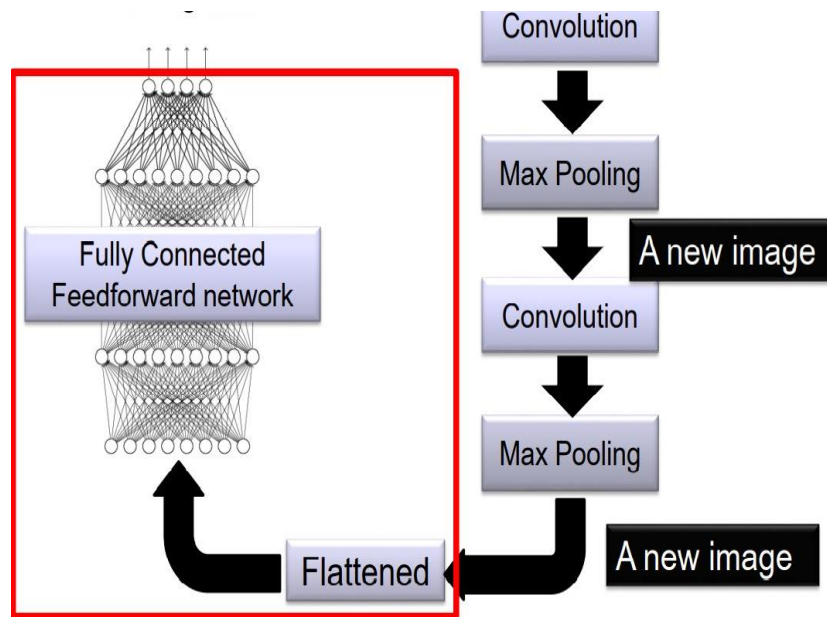 Convolution
Max Pooling
A new image
Convolution
Max Pooling
A new image
Flattened
Fully Connected
Feedforward network